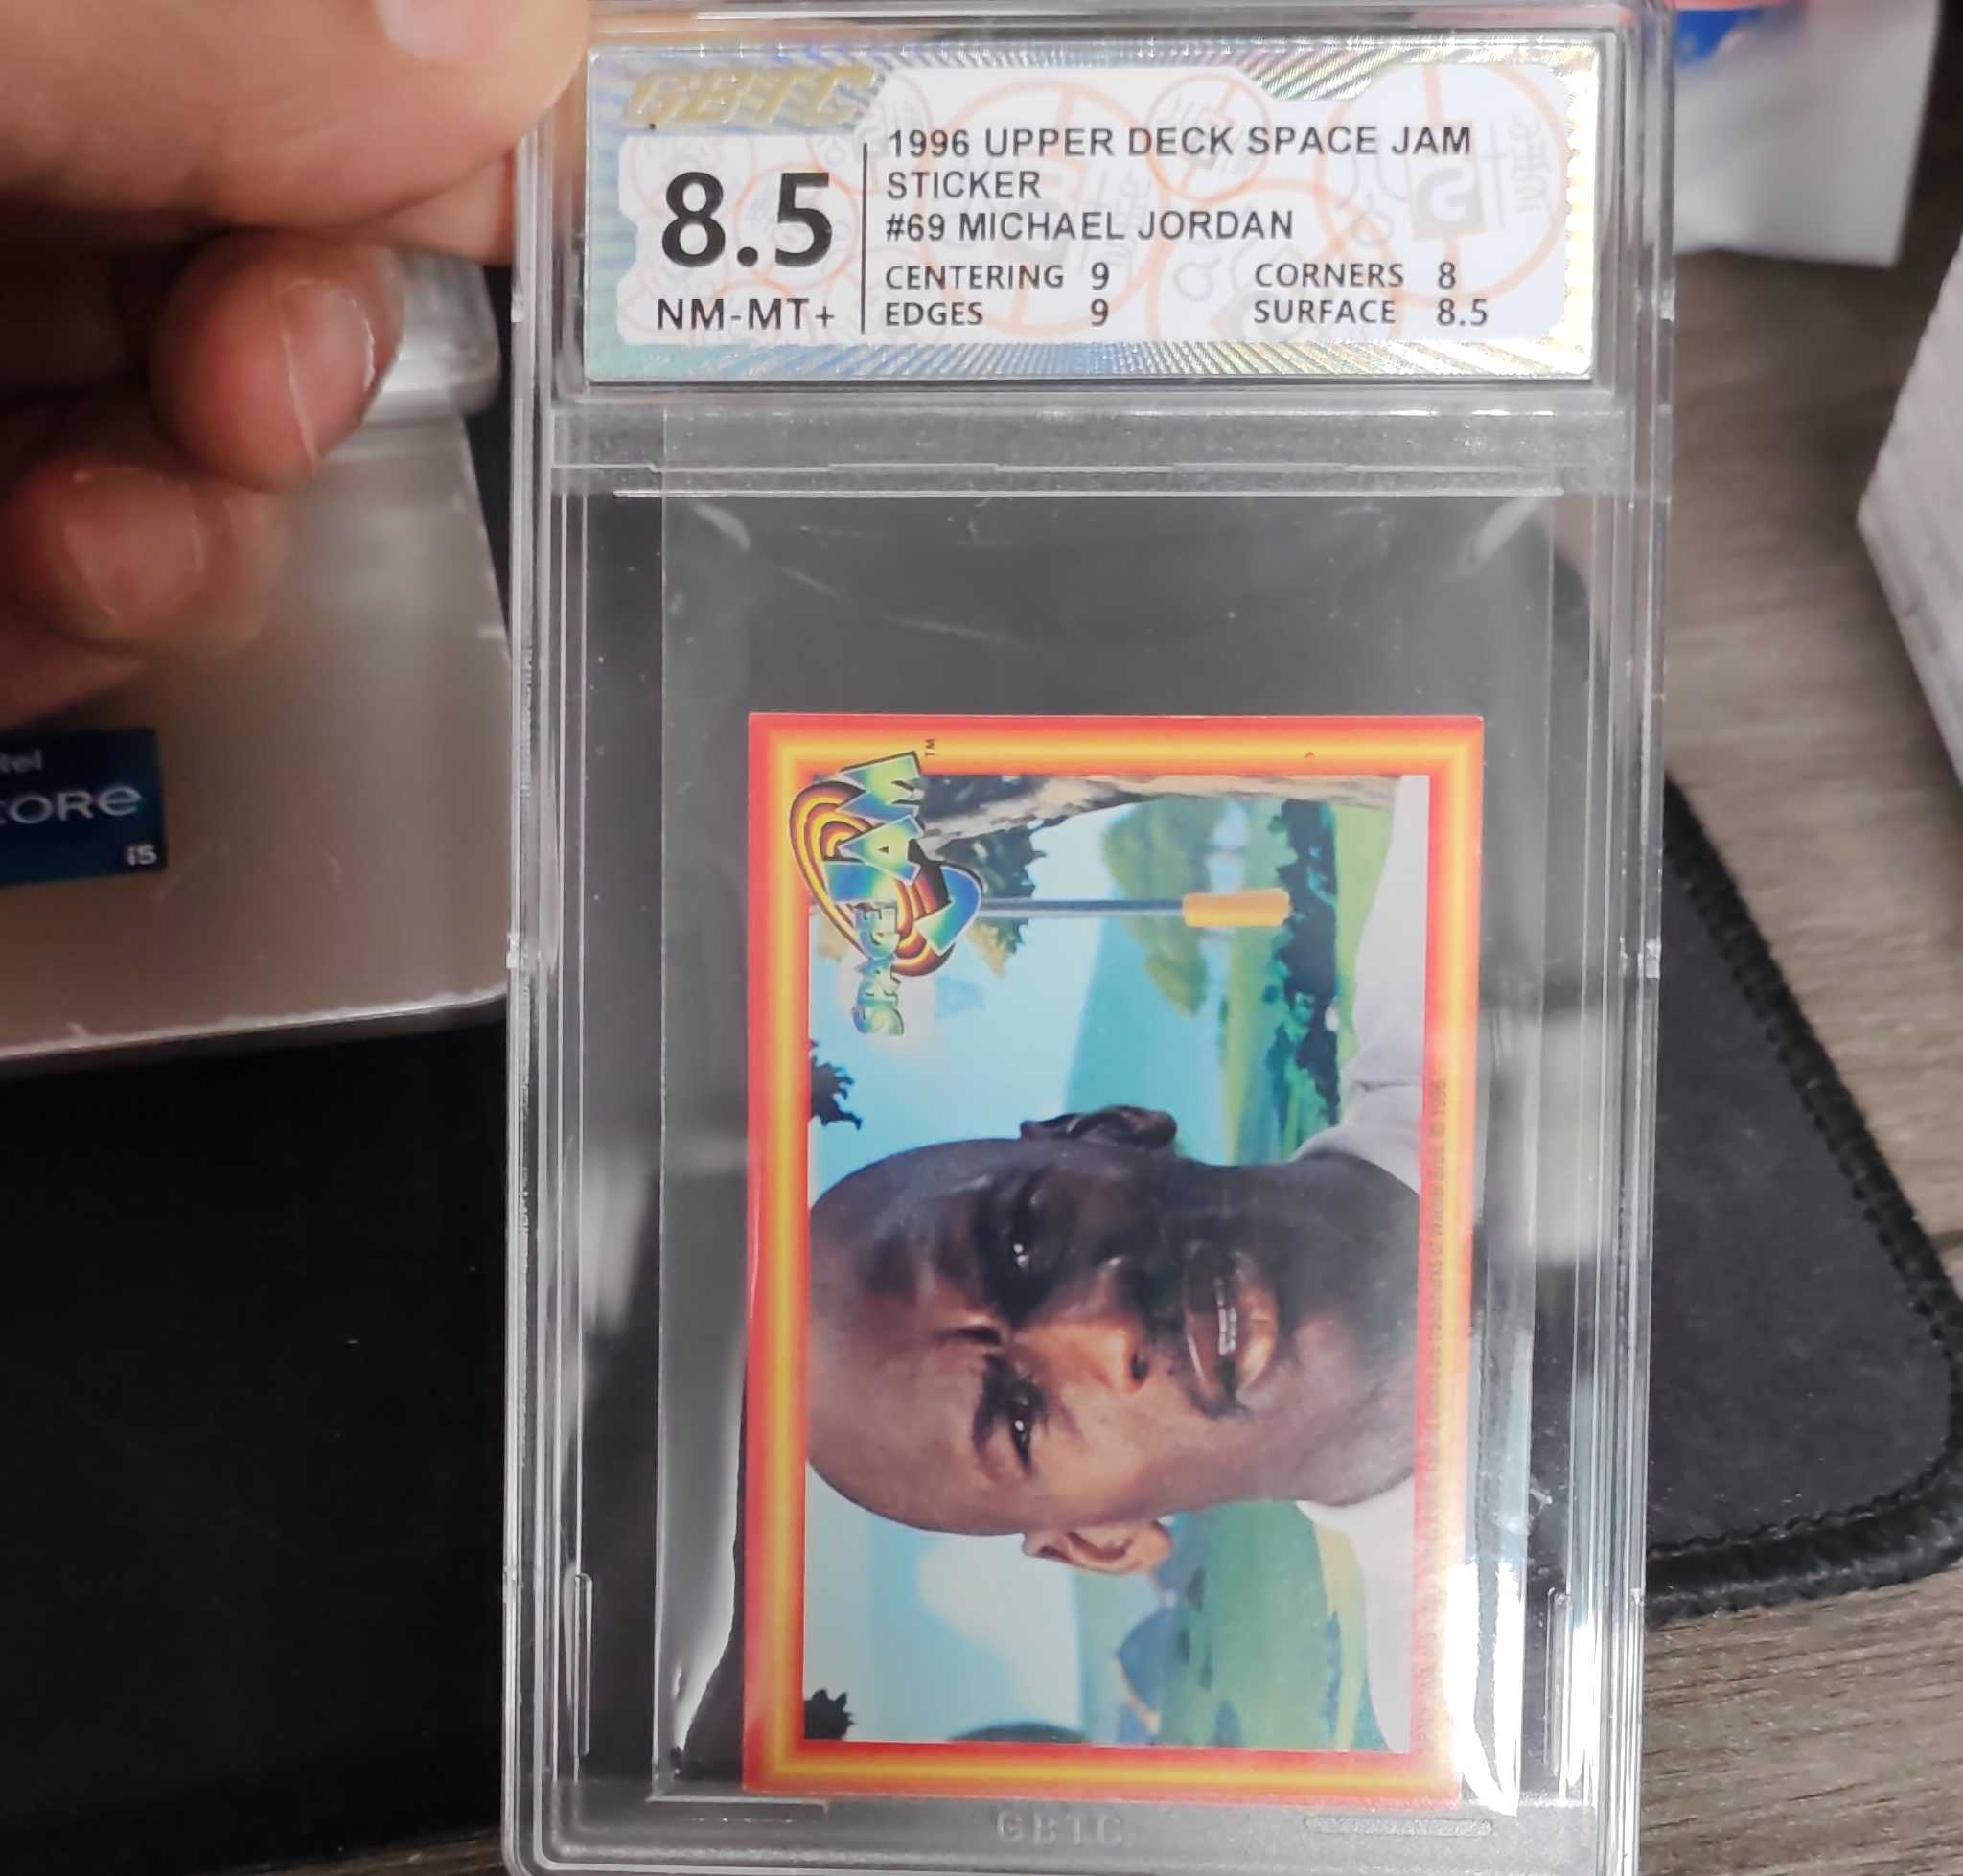 GBTC
1996 UPPER DECK SPACE JAM
STICKER
#69 MICHAEL JORDAN
8.5
NM-MT+
CENTERING 9 CORNERS 8
EDGES 9 SURFACE 8.5
SPACE JAM
TM
CORE
i5
GBTC